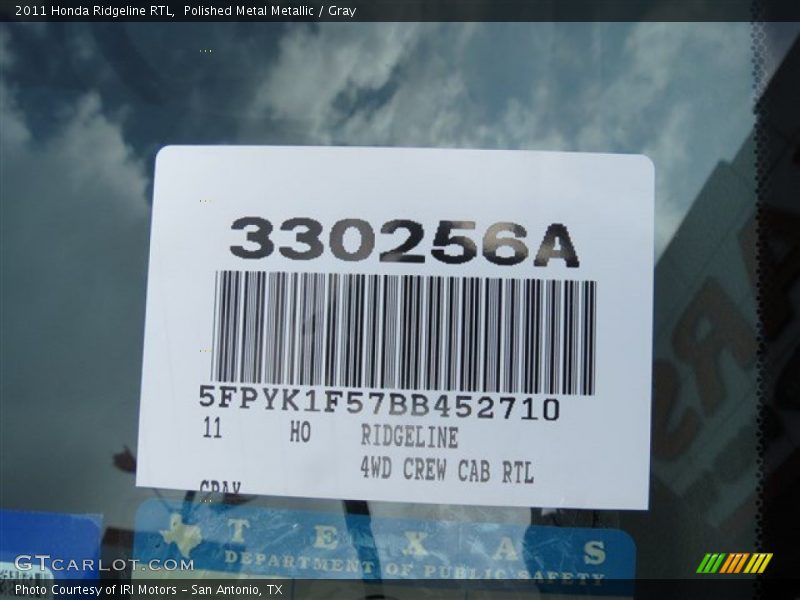 2011 Honda Ridgeline RTL, Polished Metal Metallic / Gray
330256A
5FPYK1F57BB452710
11 HO RIDGELINE
4WD CREW CAB RTL
GRAY
TEXAS
DEPARTMENT OF PUBLIC SAFETY
GTCARLOT.COM
Photo Courtesy of IRI Motors - San Antonio, TX